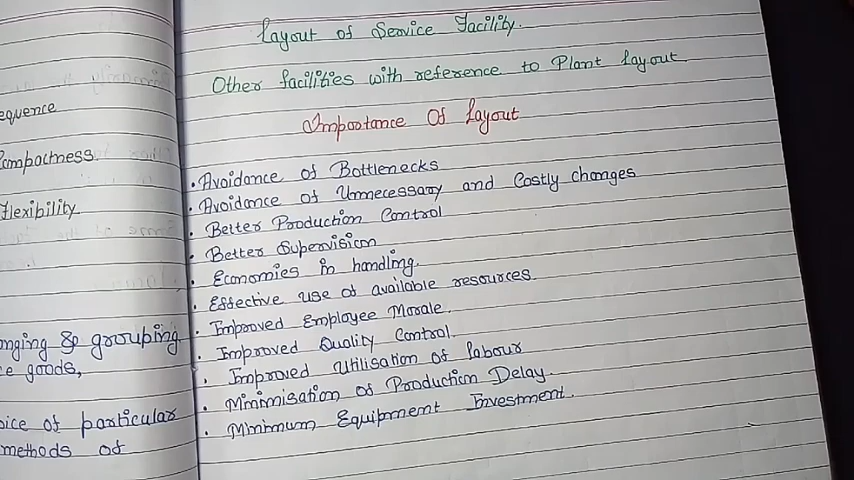 equence
Compactness
Flexibility
nging & grouping
e goods,
oice of particular
methods of
Layout of Service Facility.
Other facilities with reference to Plant layout
Importance Of Layout
• Avoidance of Bottlenecks
• Avoidance of Unnecessary and Costly changes
• Better Production Control
• Better Supervision
• Economies in handling.
• Effective use of available resources
• Improved Employee Morale.
• Improved Quality Control
• Improved Utilisation of labour
• Minimisation of Production Delay.
• Minimum Equipment Investment.